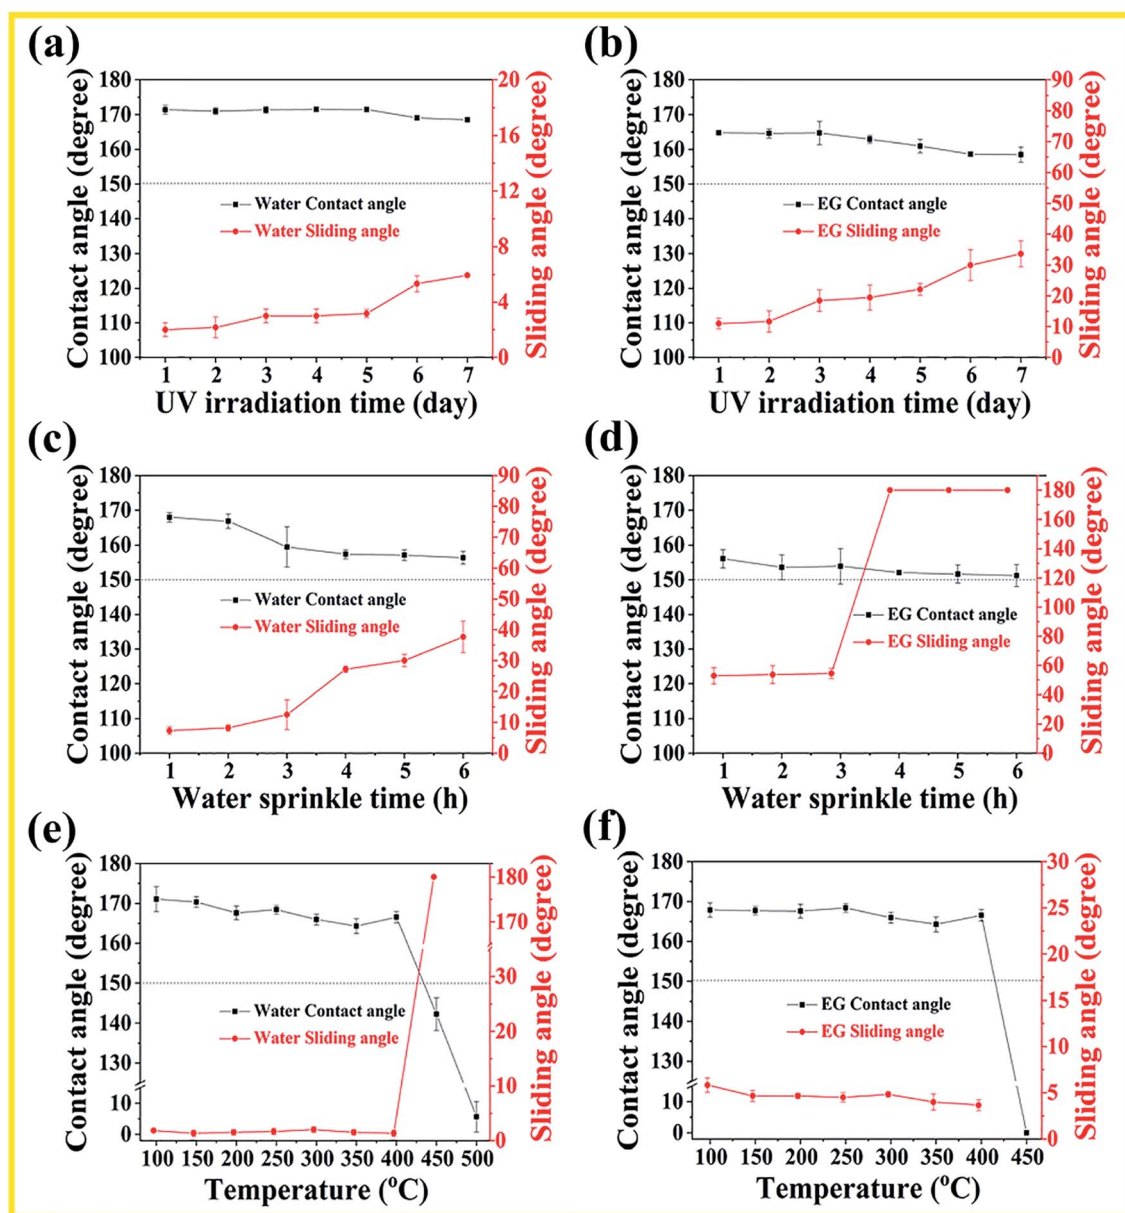 (a)
180
170
160
150
140
130
120
110
100
Contact angle (degree)
Water Contact angle
Water Sliding angle
20
16
12
8
4
0
Sliding angle (degree)
1 2 3 4 5 6 7
UV irradiation time (day)
(b)
180
170
160
150
140
130
120
110
100
Contact angle (degree)
EG Contact angle
EG Sliding angle
90
80
70
60
50
40
30
20
10
0
Sliding angle (degree)
1 2 3 4 5 6 7
UV irradiation time (day)
(c)
180
170
160
150
140
130
120
110
100
Contact angle (degree)
Water Contact angle
Water Sliding angle
90
80
70
60
50
40
30
20
10
0
Sliding angle (degree)
1 2 3 4 5 6
Water sprinkle time (h)
(d)
180
170
160
150
140
130
120
110
100
Contact angle (degree)
EG Contact angle
EG Sliding angle
180
160
140
120
100
80
60
40
20
0
Sliding angle (degree)
1 2 3 4 5 6
Water sprinkle time (h)
(e)
180
170
160
150
140
130
10
0
Contact angle (degree)
Water Contact angle
Water Sliding angle
180
170
30
20
10
0
Sliding angle (degree)
100 150 200 250 300 350 400 450 500
Temperature (°C)
(f)
180
170
160
150
140
130
10
0
Contact angle (degree)
EG Contact angle
EG Sliding angle
30
25
20
15
10
5
0
Sliding angle (degree)
100 150 200 250 300 350 400 450
Temperature (°C)